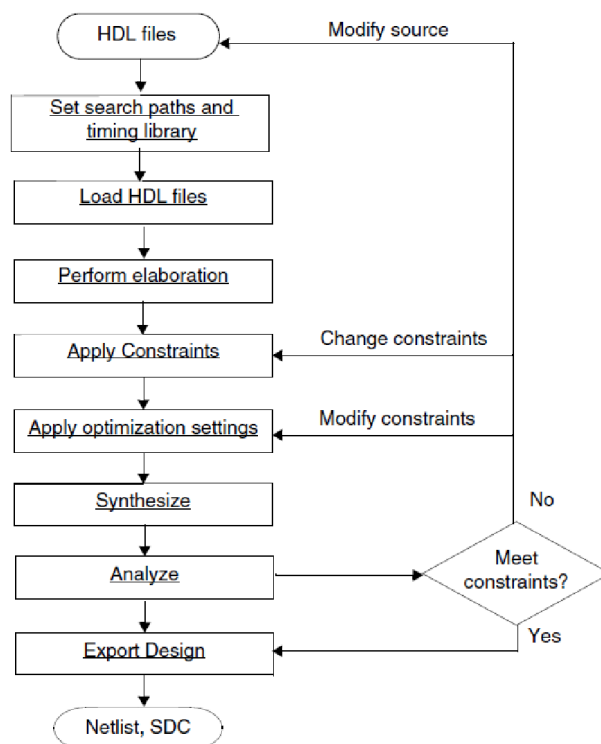 HDL files
Modify source
Set search paths and
timing library
Load HDL files
Perform elaboration
Apply Constraints
Change constraints
Apply optimization settings
Modify constraints
Synthesize
No
Analyze
Meet
constraints?
Yes
Export Design
Netlist, SDC